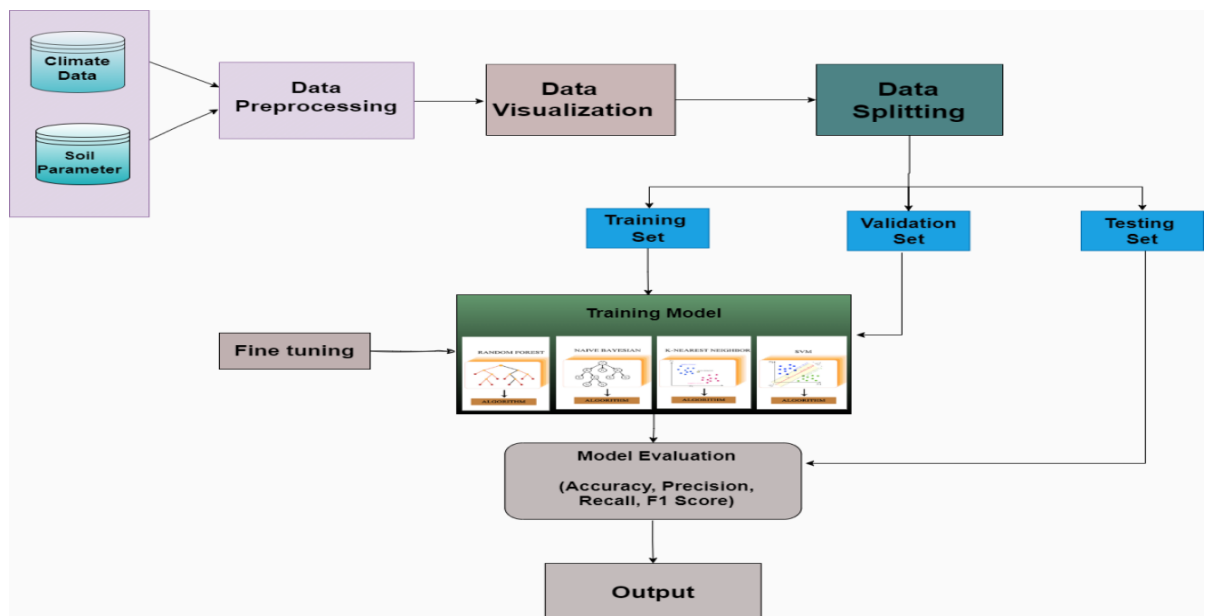 Climate
Data
Soil
Parameter
Data
Preprocessing
Data
Visualization
Data
Splitting
Training
Set
Validation
Set
Testing
Set
Fine tuning
Training Model
RANDOM FOREST
NAIVE BAYESIAN
K-NEAREST NEIGHBOR
SVM
ALGORITHM
ALGORITHM
ALGORITHM
ALGORITHM
Model Evaluation
(Accuracy, Precision,
Recall, F1 Score)
Output